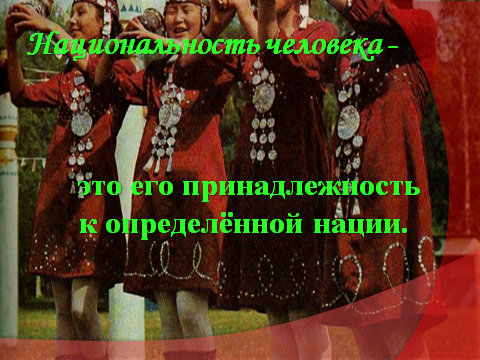 Национальность человека -
это его принадлежность
к определённой нации.